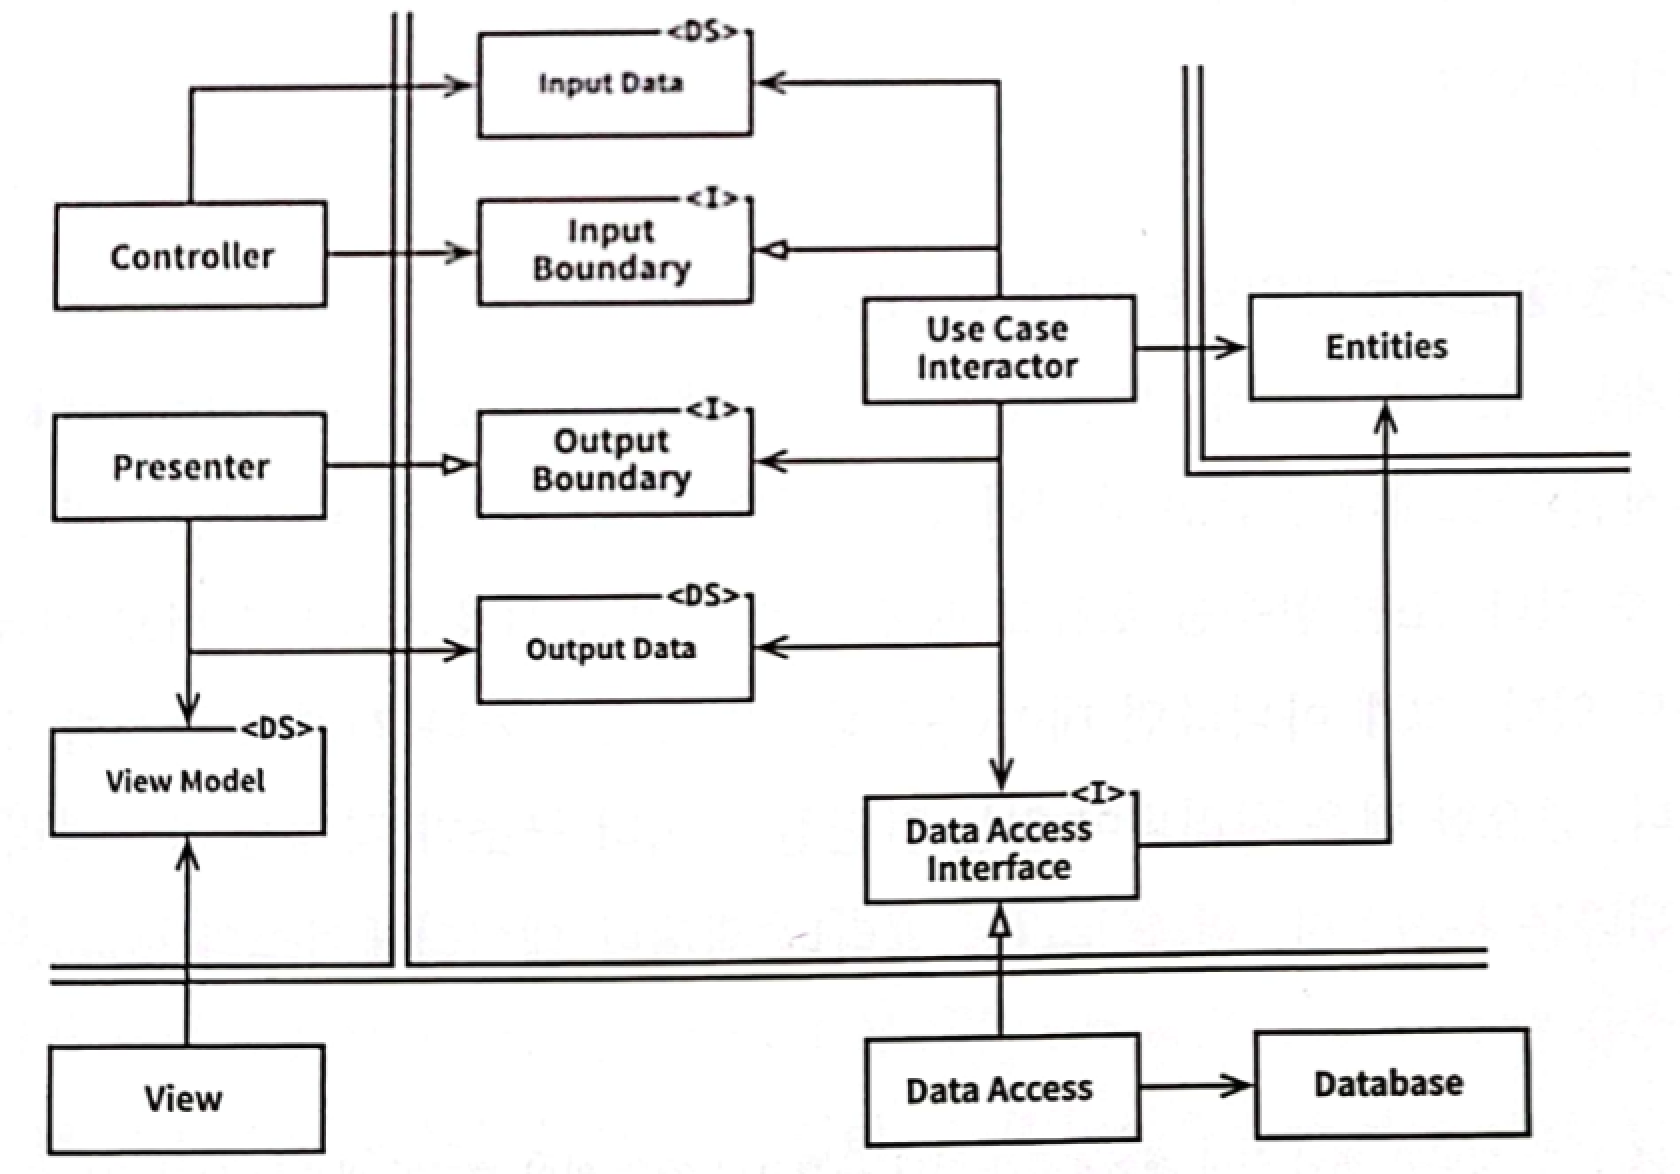 <DS>
Input Data
<I>
Input
Boundary
Controller
Use Case
Interactor
Entities
<I>
Output
Boundary
Presenter
<DS>
Output Data
<DS>
View Model
<I>
Data Access
Interface
View
Data Access
Database